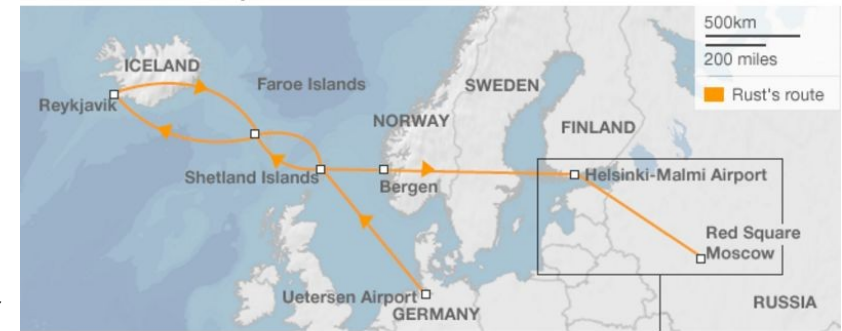 500km
200 miles
Rust's route
ICELAND
Faroe Islands
SWEDEN
Reykjavik
NORWAY
FINLAND
Shetland Islands
Bergen
Helsinki-Malmi Airport
Red Square
Moscow
Uetersen Airport
GERMANY
RUSSIA